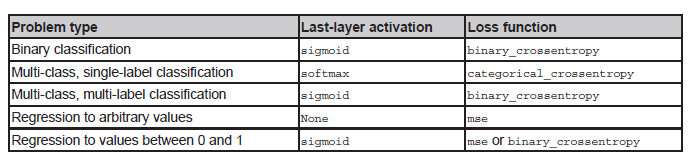 Problem type Last-layer activation Loss function
Binary classification sigmoid binary_crossentropy
Multi-class, single-label classification softmax categorical_crossentropy
Multi-class, multi-label classification sigmoid binary_crossentropy
Regression to arbitrary values None mse
Regression to values between 0 and 1 sigmoid mse or binary_crossentropy